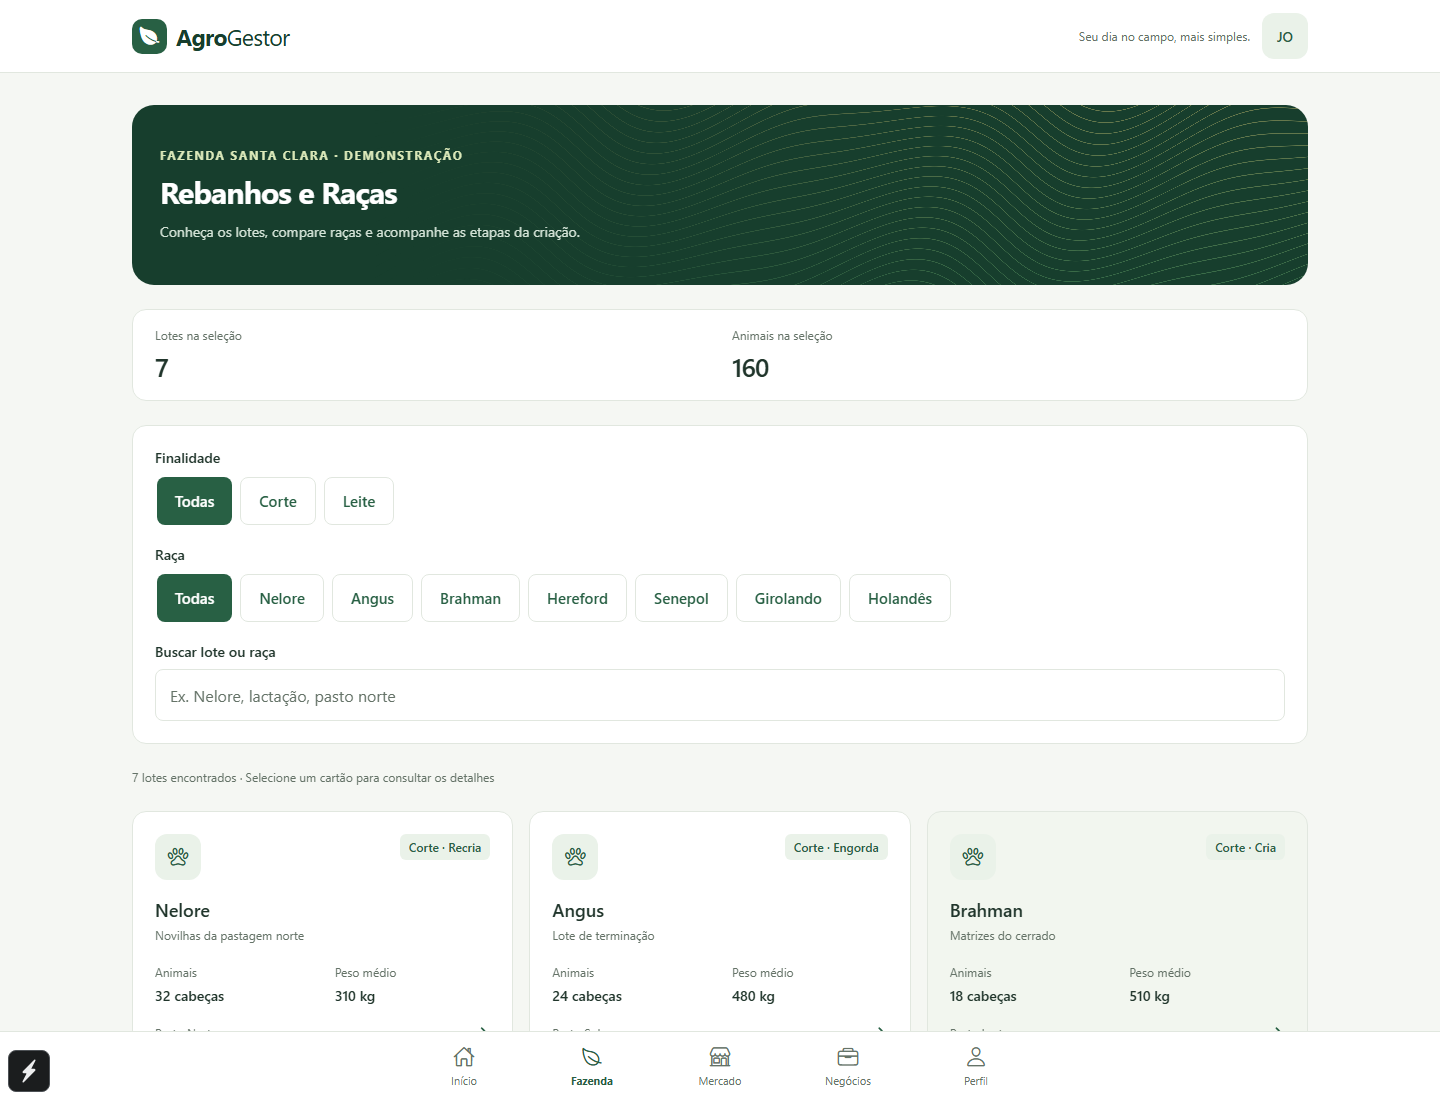 AgroGestor
Seu dia no campo, mais simples.
JO
FAZENDA SANTA CLARA · DEMONSTRAÇÃO
Rebanhos e Raças
Conheça os lotes, compare raças e acompanhe as etapas da criação.
Lotes na seleção
7
Animais na seleção
160
Finalidade
Todas
Corte
Leite
Raça
Todas
Nelore
Angus
Brahman
Hereford
Senepol
Girolando
Holandês
Buscar lote ou raça
Ex. Nelore, lactação, pasto norte
7 lotes encontrados · Selecione um cartão para consultar os detalhes
Corte · Recria
Nelore
Novilhas da pastagem norte
Animais
32 cabeças
Peso médio
310 kg
Corte · Engorda
Angus
Lote de terminação
Animais
24 cabeças
Peso médio
480 kg
Corte · Cria
Brahman
Matrizes do cerrado
Animais
18 cabeças
Peso médio
510 kg
Início
Fazenda
Mercado
Negócios
Perfil